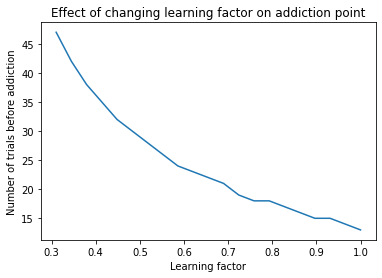 Effect of changing learning factor on addiction point
Number of trials before addiction
45
40
35
30
25
20
15
0.3 0.4 0.5 0.6 0.7 0.8 0.9 1.0
Learning factor